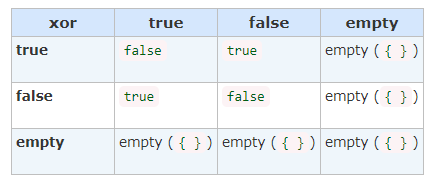 xor true false empty
true false true empty ( { } )
false true false empty ( { } )
empty empty ( { } ) empty ( { } ) empty ( { } )